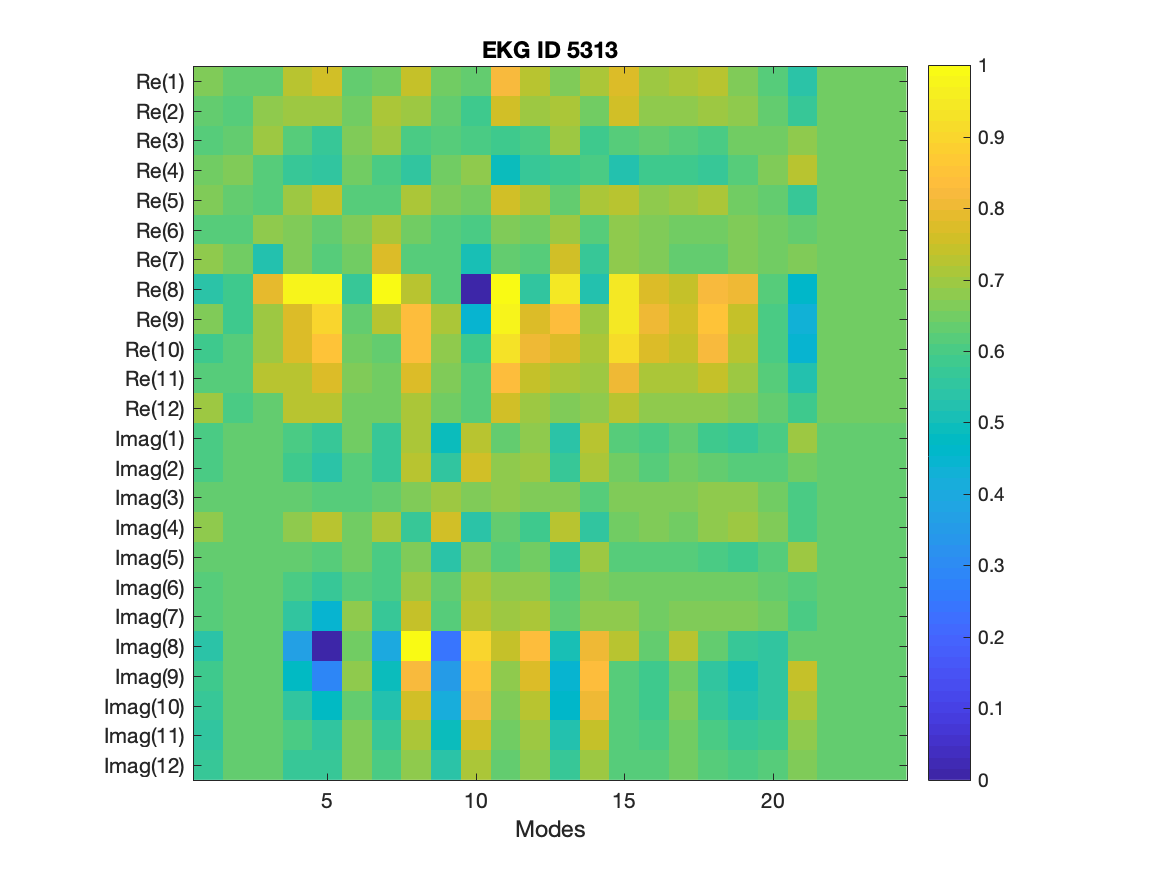 EKG ID 5313
Re(1)
Re(2)
Re(3)
Re(4)
Re(5)
Re(6)
Re(7)
Re(8)
Re(9)
Re(10)
Re(11)
Re(12)
Imag(1)
Imag(2)
Imag(3)
Imag(4)
Imag(5)
Imag(6)
Imag(7)
Imag(8)
Imag(9)
Imag(10)
Imag(11)
Imag(12)
5 10 15 20
Modes
1
0.9
0.8
0.7
0.6
0.5
0.4
0.3
0.2
0.1
0